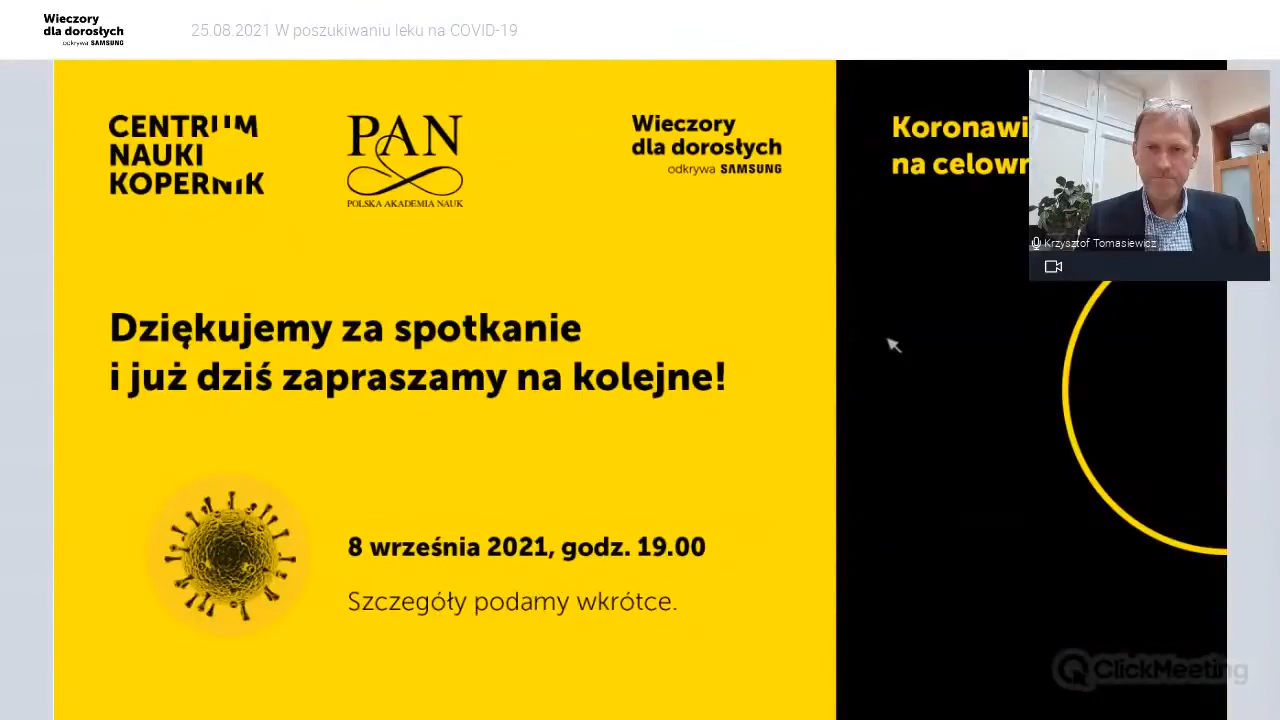 Wieczory
dla dorosłych
odkrywa SAMSUNG
25.08.2021 W poszukiwaniu leku na COVID-19
CENTRUM
NAUKI
KOPERNIK
PAN
POLSKA AKADEMIA NAUK
Wieczory
dla dorosłych
odkrywa SAMSUNG
Koronawi
na celowr
Krzysztof Tomasiewicz
Dziękujemy za spotkanie
i już dziś zapraszamy na kolejne!
8 września 2021, godz. 19.00
Szczegóły podamy wkrótce.
ClickMeeting